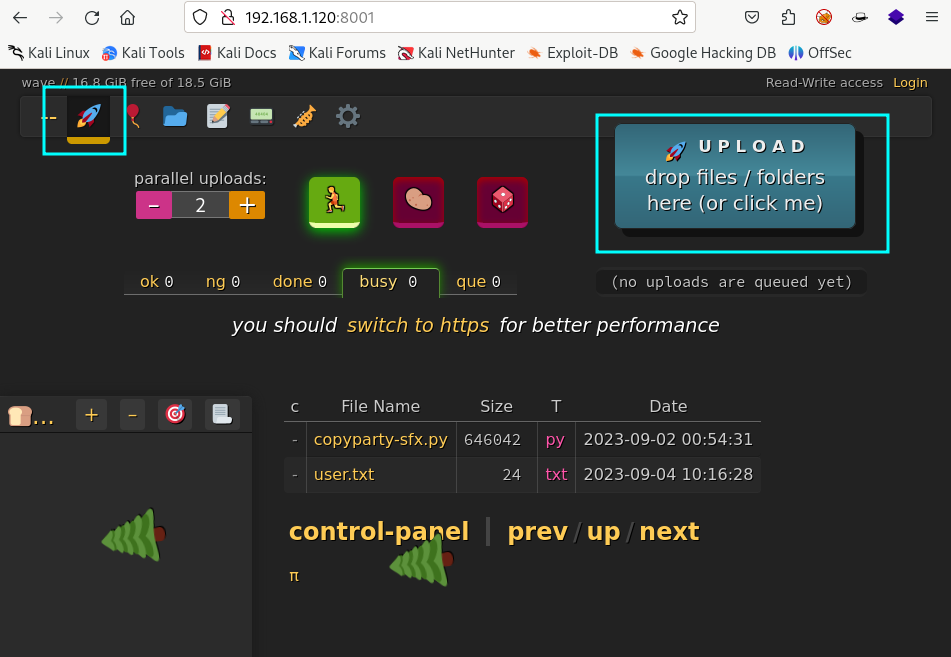 192.168.1.120:8001
Kali Linux Kali Tools Kali Docs Kali Forums Kali NetHunter Exploit-DB Google Hacking DB OffSec
wave // 16.8 GiB free of 18.5 GiB Read-Write access Login
--
UPLOAD
drop files / folders
here (or click me)
parallel uploads:
– 2 +
ok 0 ng 0 done 0 busy 0 que 0 (no uploads are queued yet)
you should switch to https for better performance
... + –
c File Name Size T Date
- copyparty-sfx.py 646042 py 2023-09-02 00:54:31
- user.txt 24 txt 2023-09-04 10:16:28
control-panel | prev / up / next
π